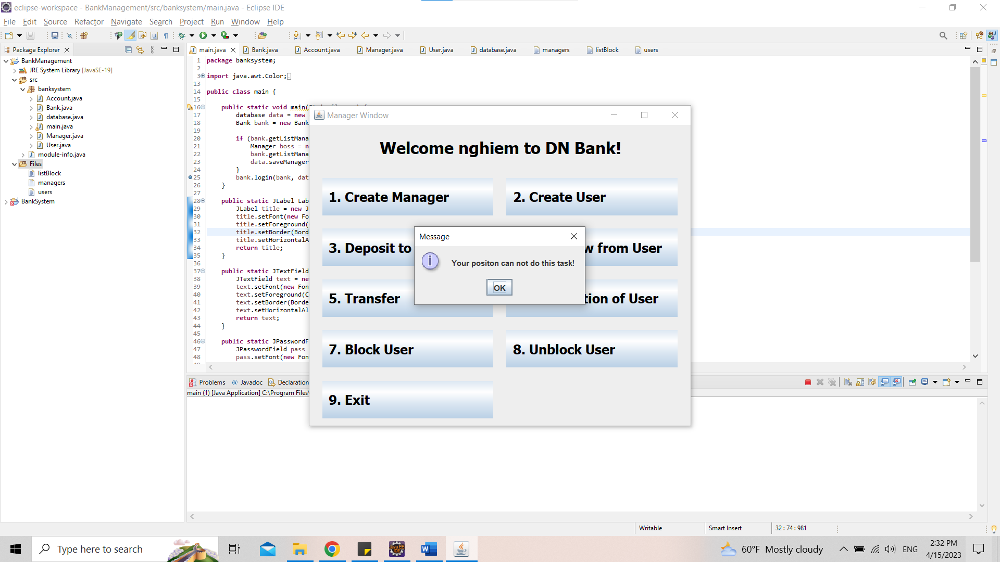 eclipse-workspace - BankManagement/src/banksystem/main.java - Eclipse IDE
File Edit Source Refactor Navigate Search Project Run Window Help
Package Explorer
BankManagement
JRE System Library [JavaSE-19]
src
banksystem
Account.java
Bank.java
database.java
main.java
Manager.java
User.java
module-info.java
Files
listBlock
managers
users
BankSystem
main.java Bank.java Account.java Manager.java User.java database.java managers listBlock users
1 package banksystem;
2
3 import java.awt.Color;
13
14 public class main {
15
16 public static void main(
17 database data = new
18 Bank bank = new Bank
19
20 if (bank.getListMana
21 Manager boss = n
22 bank.getListMana
23 data.saveManager
24 }
25 bank.login(bank, dat
26 }
27
28 public static JLabel Lab
29 JLabel title = new J
30 title.setFont(new Fo
31 title.setForeground(
32 title.setBorder(Bord
33 title.setHorizontalA
34 return title;
35 }
36
37 public static JTextField
38 JTextField text = new
39 text.setFont(new Fon
40 text.setForeground(C
41 text.setBorder(Borde
42 text.setHorizontalAl
43 return text;
44 }
45
46 public static JPasswordF
47 JPasswordField pass
48 pass.setFont(new Fon
Manager Window
Welcome nghiem to DN Bank!
1. Create Manager
2. Create User
3. Deposit to
w from User
5. Transfer
tion of User
7. Block User
8. Unblock User
9. Exit
Message
Your positon can not do this task!
OK
Problems @ Javadoc Declaration
main (1) [Java Application] C:\Program Files\
Writable Smart Insert 32 : 74 : 981
Type here to search
60°F Mostly cloudy
ENG
2:32 PM
4/15/2023